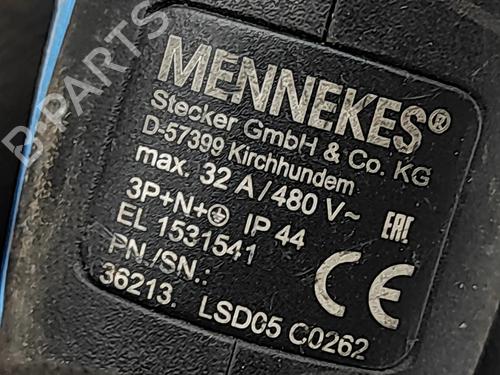 B-PARTS
MENNEKES®
Stecker GmbH & Co. KG
D-57399 Kirchhundem
max. 32 A / 480 V~
3P+N+⏚ IP 44
EL 1531541
PN./SN.:
36213. LSD05 C0262
EAC
CE